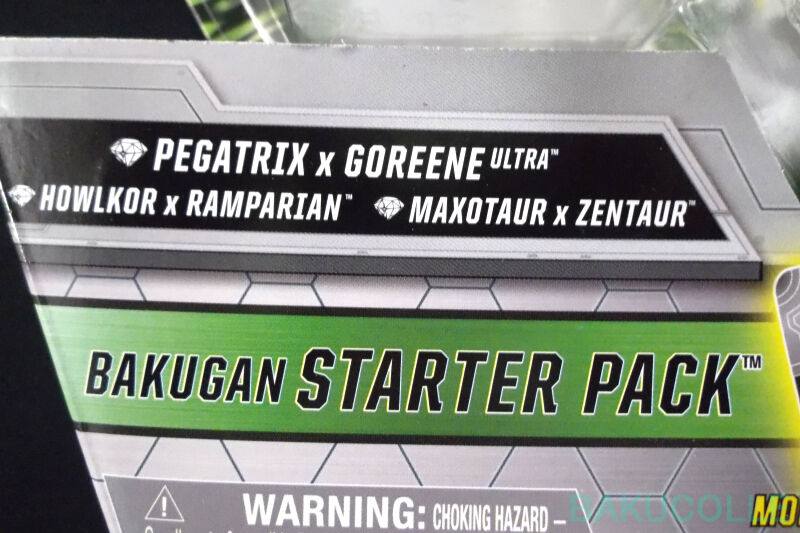 PEGATRIX x GOREENE ULTRA™
HOWLKOR x RAMPARIAN™ MAXOTAUR x ZENTAUR™
BAKUGAN STARTER PACK™
WARNING: CHOKING HAZARD –